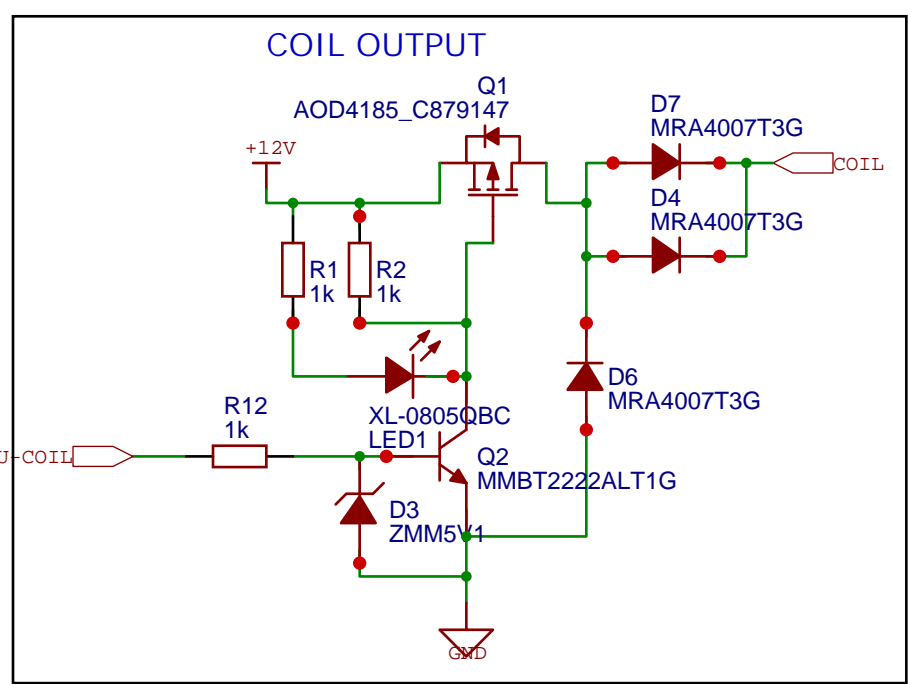 COIL OUTPUT
Q1
AOD4185_C879147
D7
MRA4007T3G
+12V
COIL
D4
MRA4007T3G
R1
1k
R2
1k
D6
MRA4007T3G
R12
1k
XL-0805QBC
LED1
U-COIL
Q2
MMBT2222ALT1G
D3
ZMM5V1
GND